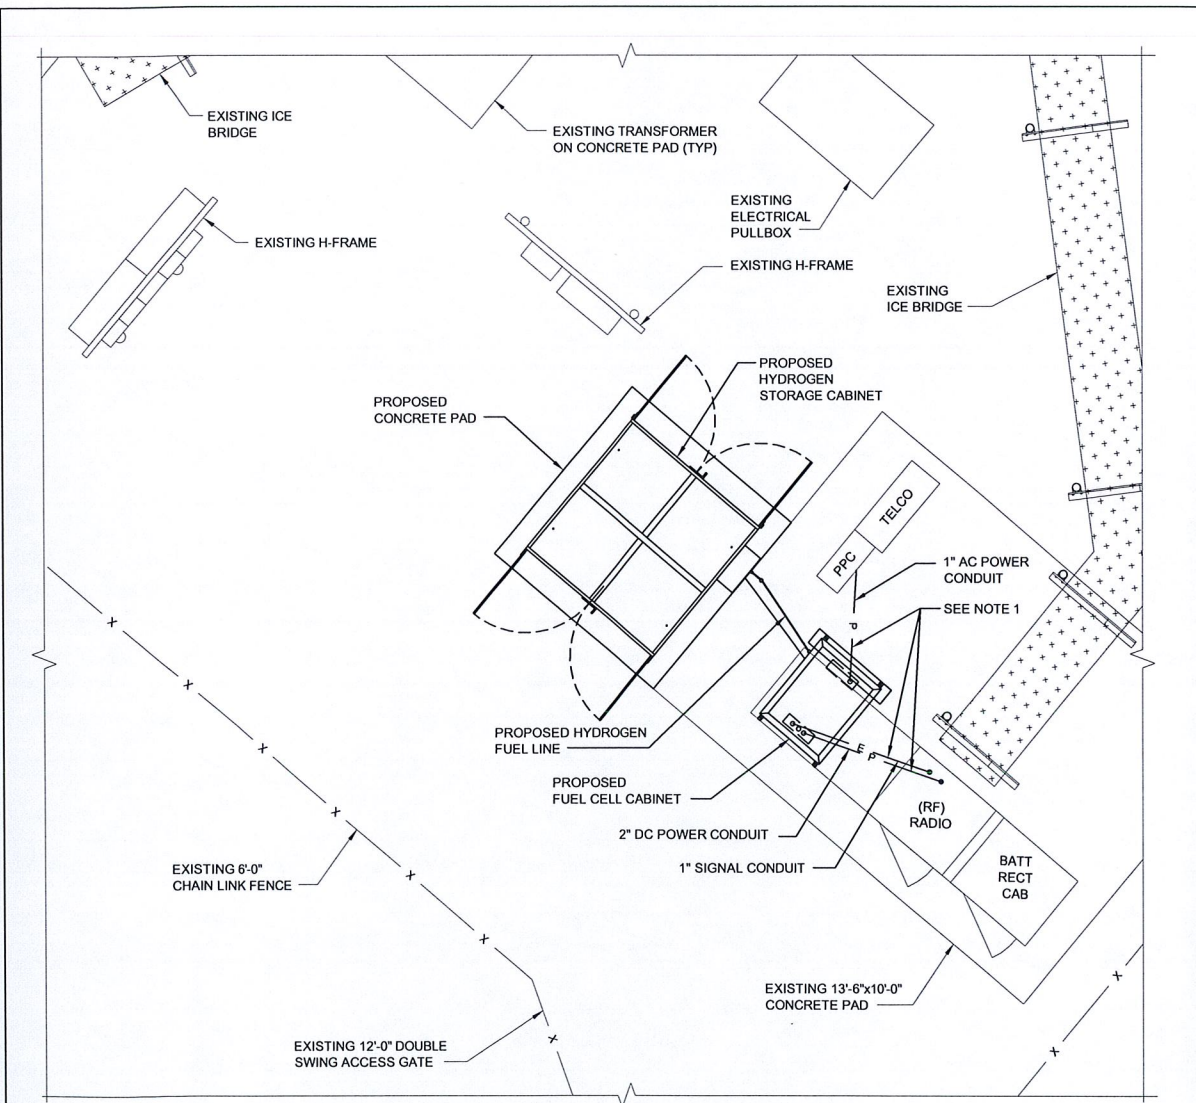 EXISTING ICE
BRIDGE
EXISTING TRANSFORMER
ON CONCRETE PAD (TYP)
EXISTING
ELECTRICAL
PULLBOX
EXISTING H-FRAME
EXISTING H-FRAME
EXISTING
ICE BRIDGE
PROPOSED
HYDROGEN
STORAGE CABINET
PROPOSED
CONCRETE PAD
TELCO
PPC
1" AC POWER
CONDUIT
SEE NOTE 1
P
PROPOSED HYDROGEN
FUEL LINE
E
P
PROPOSED
FUEL CELL CABINET
(RF)
RADIO
2" DC POWER CONDUIT
1" SIGNAL CONDUIT
BATT
RECT
CAB
EXISTING 6'-0"
CHAIN LINK FENCE
EXISTING 13'-6"x10'-0"
CONCRETE PAD
EXISTING 12'-0" DOUBLE
SWING ACCESS GATE